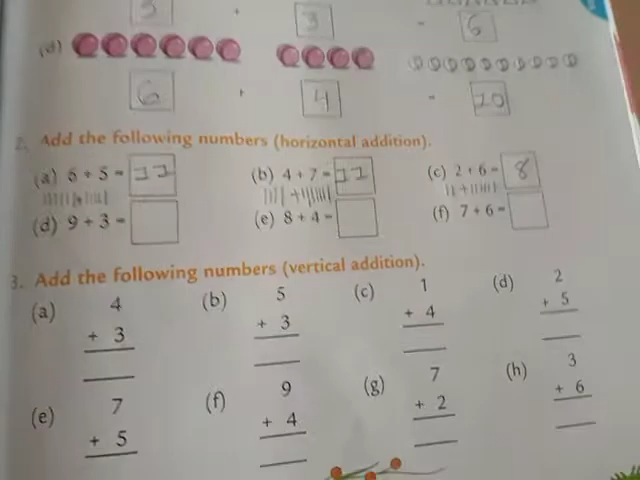 3 + 3 = 6
(d)
6 + 4 = 10
2. Add the following numbers (horizontal addition).
(a) 6 + 5 = 11 (b) 4 + 7 = 11 (c) 2 + 6 = 8
(d) 9 + 3 = (e) 8 + 4 = (f) 7 + 6 =
3. Add the following numbers (vertical addition).
(a) 4 (b) 5 (c) 1 (d) 2
+ 3 + 3 + 4 + 5
(e) 7 (f) 9 (g) 7 (h) 3
+ 5 + 4 + 2 + 6